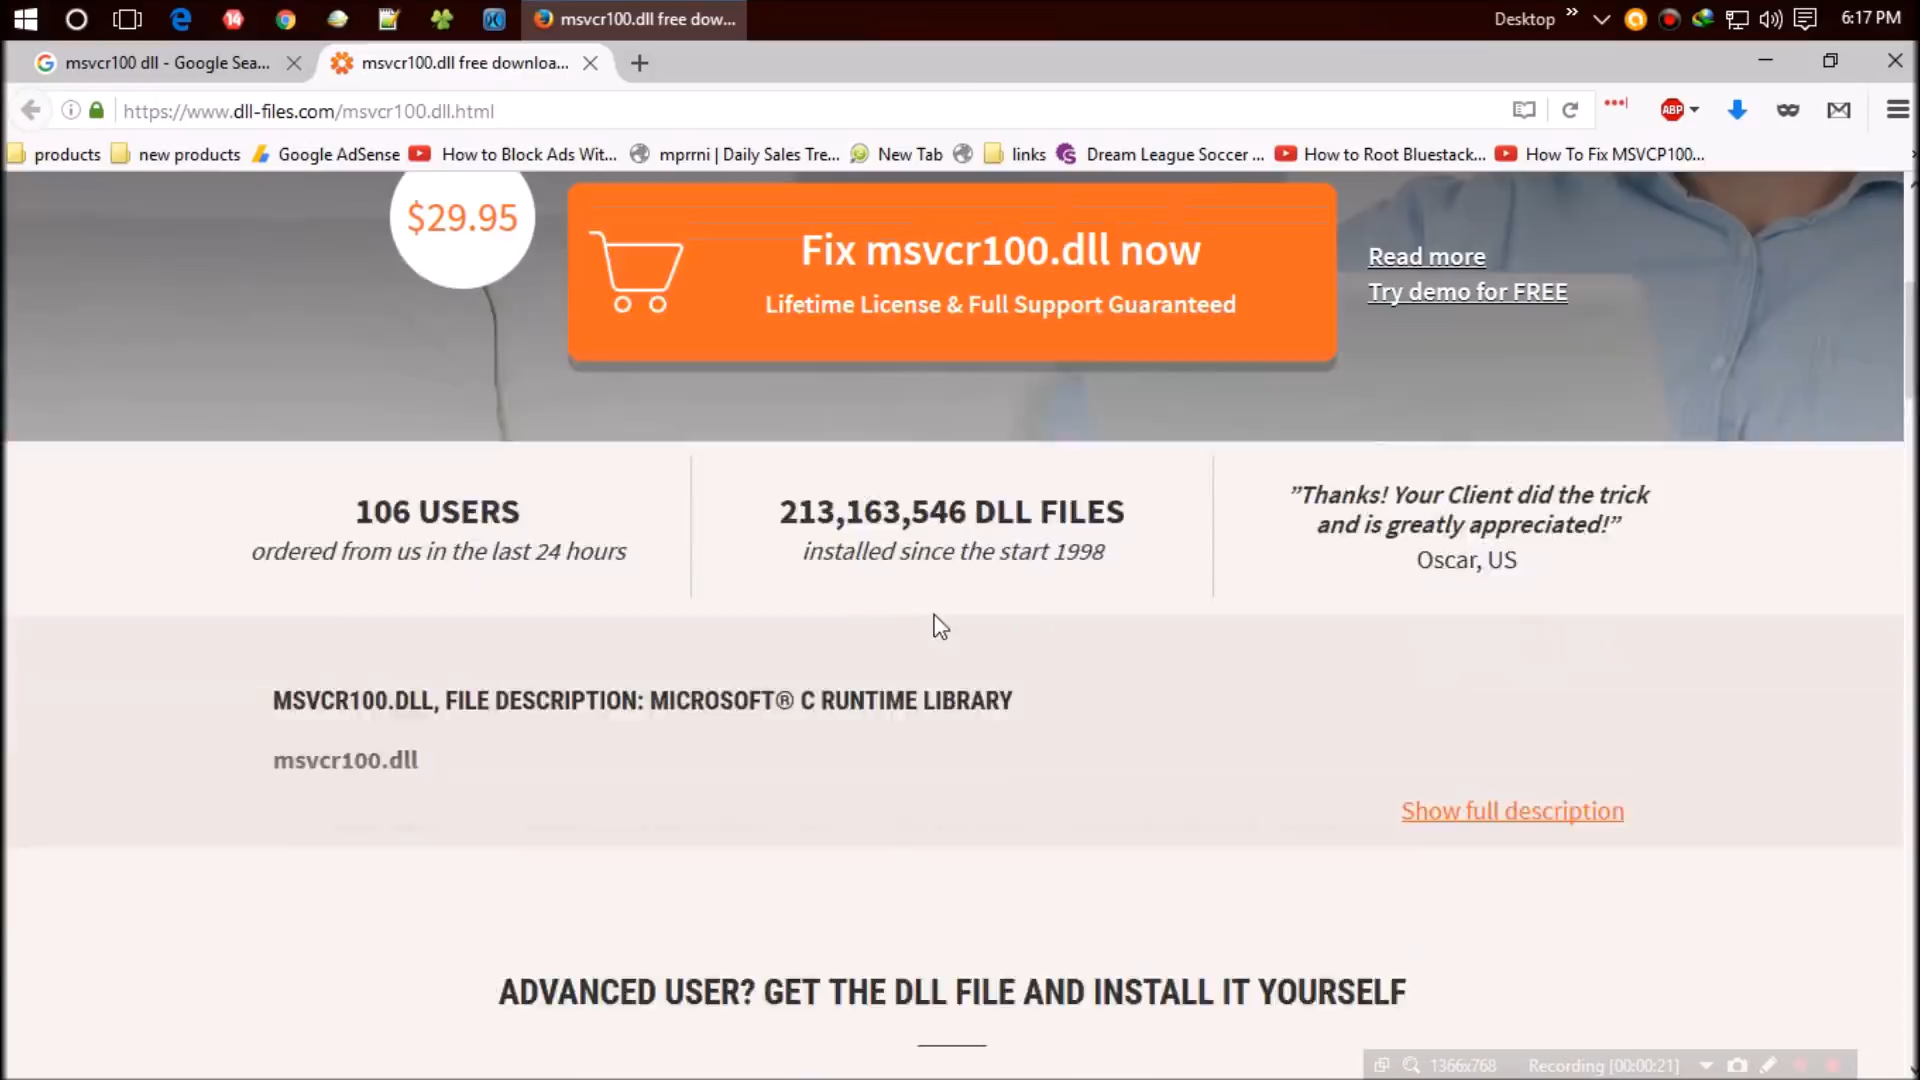 14
msvcr100.dll free dow...
Desktop »
6:17 PM
msvcr100 dll - Google Sea...
msvcr100.dll free downloa...
https://www.dll-files.com/msvcr100.dll.html
ABP
products
new products
Google AdSense
How to Block Ads Wit...
mprrni | Daily Sales Tre...
New Tab
links
Dream League Soccer ...
How to Root Bluestack...
How To Fix MSVCP100...
$29.95
Fix msvcr100.dll now
Lifetime License & Full Support Guaranteed
Read more
Try demo for FREE
106 USERS
ordered from us in the last 24 hours
213,163,546 DLL FILES
installed since the start 1998
”Thanks! Your Client did the trick
and is greatly appreciated!”
Oscar, US
MSVCR100.DLL, FILE DESCRIPTION: MICROSOFT® C RUNTIME LIBRARY
msvcr100.dll
Show full description
ADVANCED USER? GET THE DLL FILE AND INSTALL IT YOURSELF
1366x768
Recording [00:00:21]